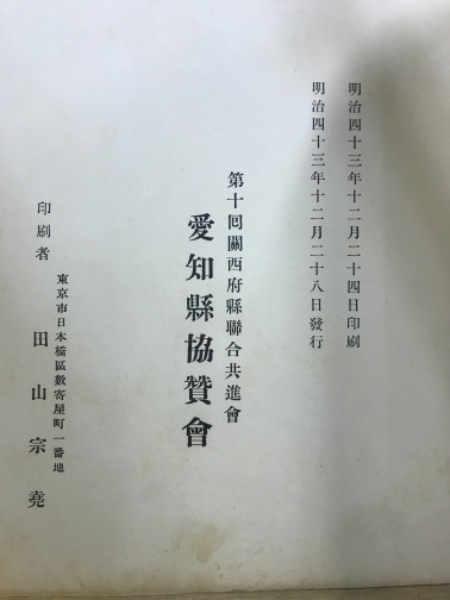 明治四十三年十二月二十四日印刷
明治四十三年十二月二十八日發行
第十回關西府縣聯合共進會
愛知縣協贊會
東京市日本橋區數寄屋町一番地
印刷者 田山宗堯